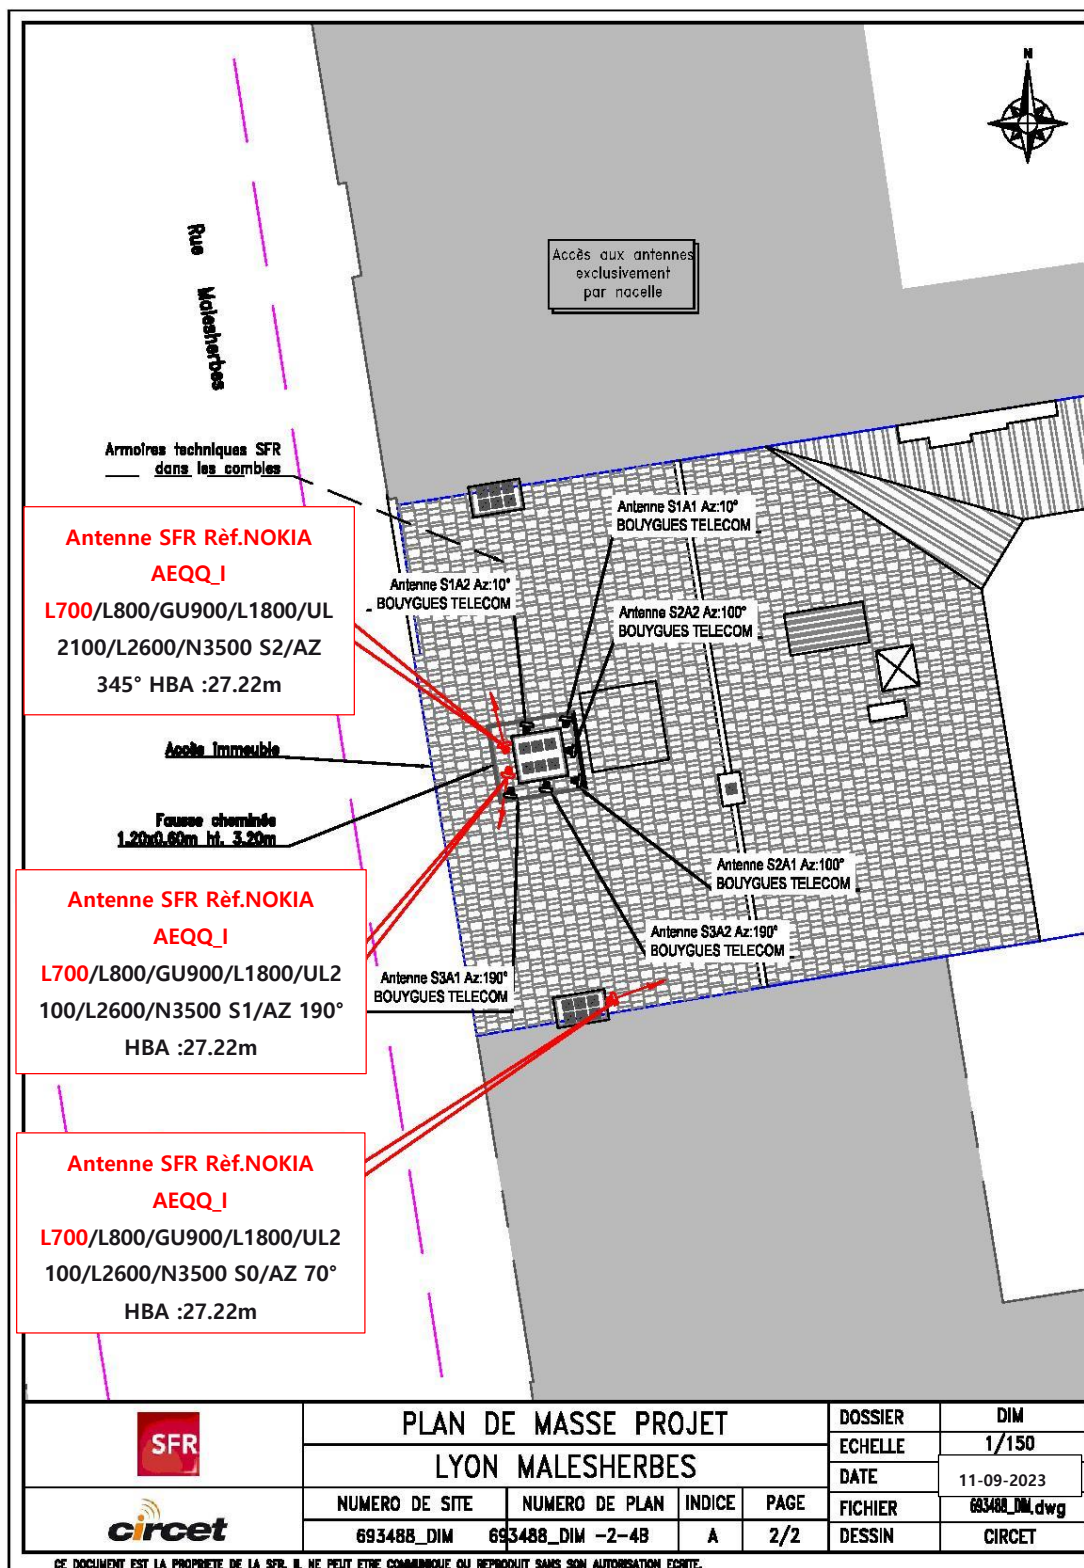 N
Rue Malesherbes
Accès aux antennes
exclusivement
par nacelle
Armoires techniques SFR
dans les combles
Antenne S1A1 Az:10°
BOUYGUES TELECOM
Antenne SFR Rèf.NOKIA
AEQQ_I
L700/L800/GU900/L1800/UL
2100/L2600/N3500 S2/AZ
345° HBA :27.22m
Antenne S1A2 Az:10°
BOUYGUES TELECOM
Antenne S2A2 Az:100°
BOUYGUES TELECOM
Accès immeuble
Fausse cheminée
1.20x0.60m ht. 3.20m
Antenne S2A1 Az:100°
BOUYGUES TELECOM
Antenne SFR Rèf.NOKIA
AEQQ_I
L700/L800/GU900/L1800/UL2
100/L2600/N3500 S1/AZ 190°
HBA :27.22m
Antenne S3A2 Az:190°
BOUYGUES TELECOM
Antenne S3A1 Az:190°
BOUYGUES TELECOM
Antenne SFR Rèf.NOKIA
AEQQ_I
L700/L800/GU900/L1800/UL2
100/L2600/N3500 S0/AZ 70°
HBA :27.22m
SFR
circet
PLAN DE MASSE PROJET
LYON MALESHERBES
NUMERO DE SITE NUMERO DE PLAN INDICE PAGE
693488_DIM 693488_DIM -2-4B A 2/2
DOSSIER DIM
ECHELLE 1/150
DATE 11-09-2023
FICHIER 693488_DIM.dwg
DESSIN CIRCET
CE DOCUMENT EST LA PROPRIETE DE LA SFR. IL NE PEUT ETRE COMMUNIQUE OU REPRODUIT SANS SON AUTORISATION ECRITE.